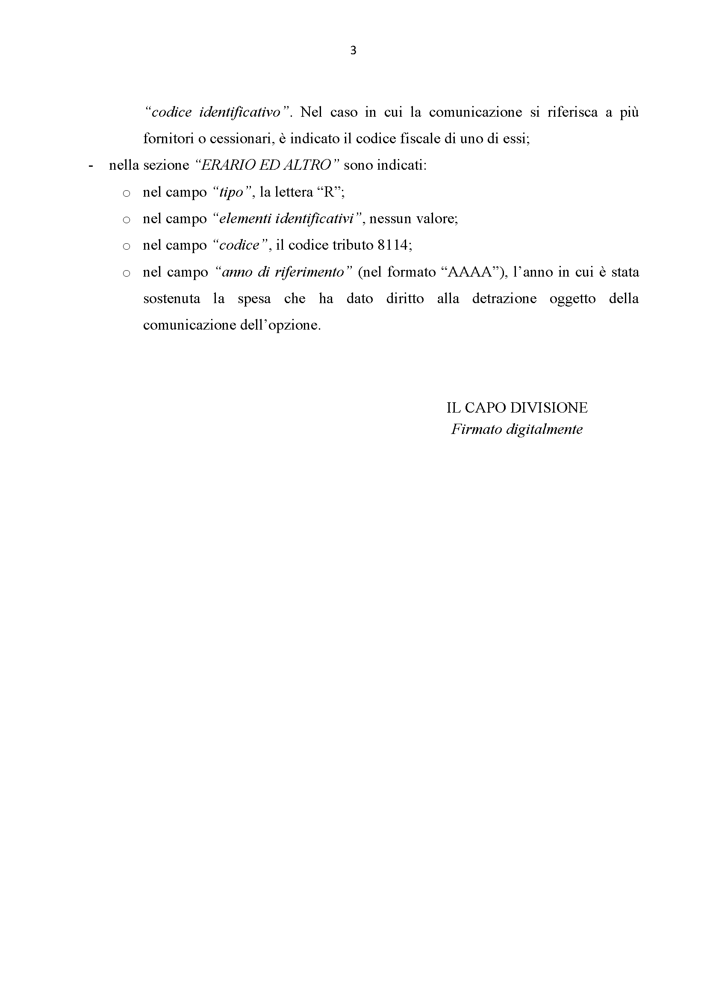 3
“codice identificativo”. Nel caso in cui la comunicazione si riferisca a più
fornitori o cessionari, è indicato il codice fiscale di uno di essi;
- nella sezione “ERARIO ED ALTRO” sono indicati:
o nel campo “tipo”, la lettera “R”;
o nel campo “elementi identificativi”, nessun valore;
o nel campo “codice”, il codice tributo 8114;
o nel campo “anno di riferimento” (nel formato “AAAA”), l’anno in cui è stata
sostenuta la spesa che ha dato diritto alla detrazione oggetto della
comunicazione dell’opzione.
IL CAPO DIVISIONE
Firmato digitalmente